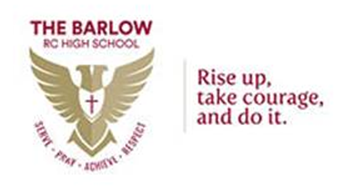 THE BARLOW
RC HIGH SCHOOL
SERVE · PRAY · ACHIEVE · RESPECT
Rise up,
take courage,
and do it.